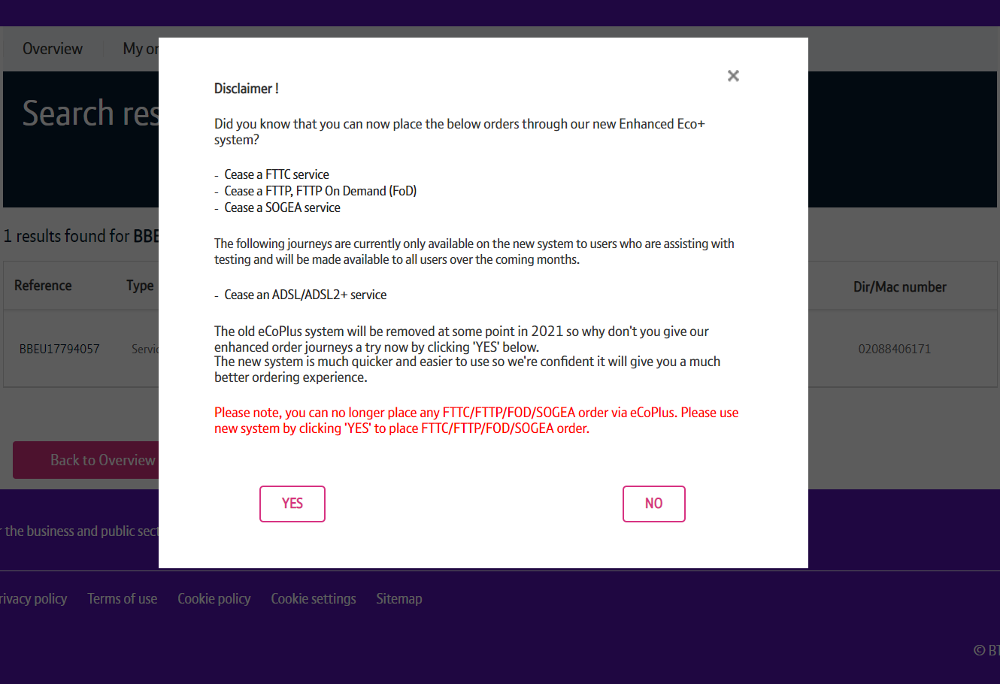 Overview My or
Search res
Disclaimer !
Did you know that you can now place the below orders through our new Enhanced Eco+
system?
- Cease a FTTC service
- Cease a FTTP, FTTP On Demand (FoD)
- Cease a SOGEA service
1 results found for BBE
The following journeys are currently only available on the new system to users who are assisting with
testing and will be made available to all users over the coming months.
Reference Type Dir/Mac number
- Cease an ADSL/ADSL2+ service
The old eCoPlus system will be removed at some point in 2021 so why don't you give our
enhanced order journeys a try now by clicking 'YES' below.
BBEU17794057 Servic 02088406171
The new system is much quicker and easier to use so we're confident it will give you a much
better ordering experience.
Please note, you can no longer place any FTTC/FTTP/FOD/SOGEA order via eCoPlus. Please use
new system by clicking 'YES' to place FTTC/FTTP/FOD/SOGEA order.
Back to Overview
YES NO
r the business and public sect
rivacy policy Terms of use Cookie policy Cookie settings Sitemap
© BT